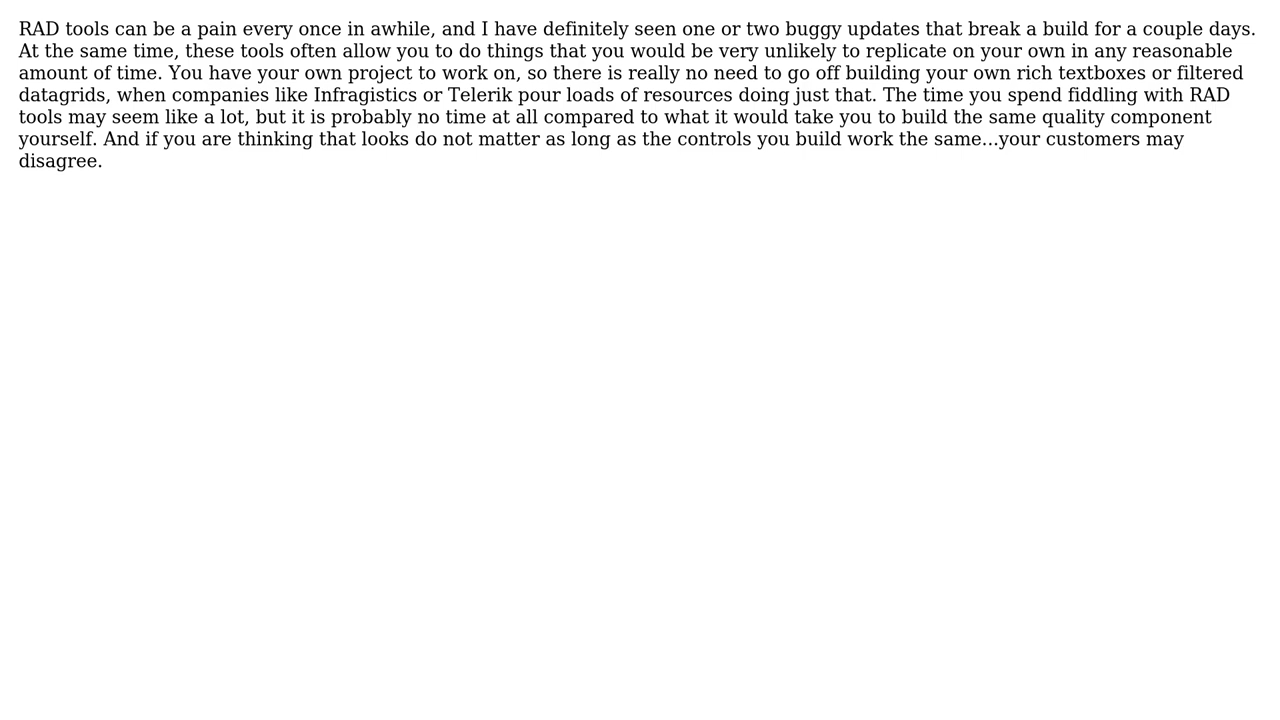 RAD tools can be a pain every once in awhile, and I have definitely seen one or two buggy updates that break a build for a couple days.
At the same time, these tools often allow you to do things that you would be very unlikely to replicate on your own in any reasonable
amount of time. You have your own project to work on, so there is really no need to go off building your own rich textboxes or filtered
datagrids, when companies like Infragistics or Telerik pour loads of resources doing just that. The time you spend fiddling with RAD
tools may seem like a lot, but it is probably no time at all compared to what it would take you to build the same quality component
yourself. And if you are thinking that looks do not matter as long as the controls you build work the same...your customers may
disagree.